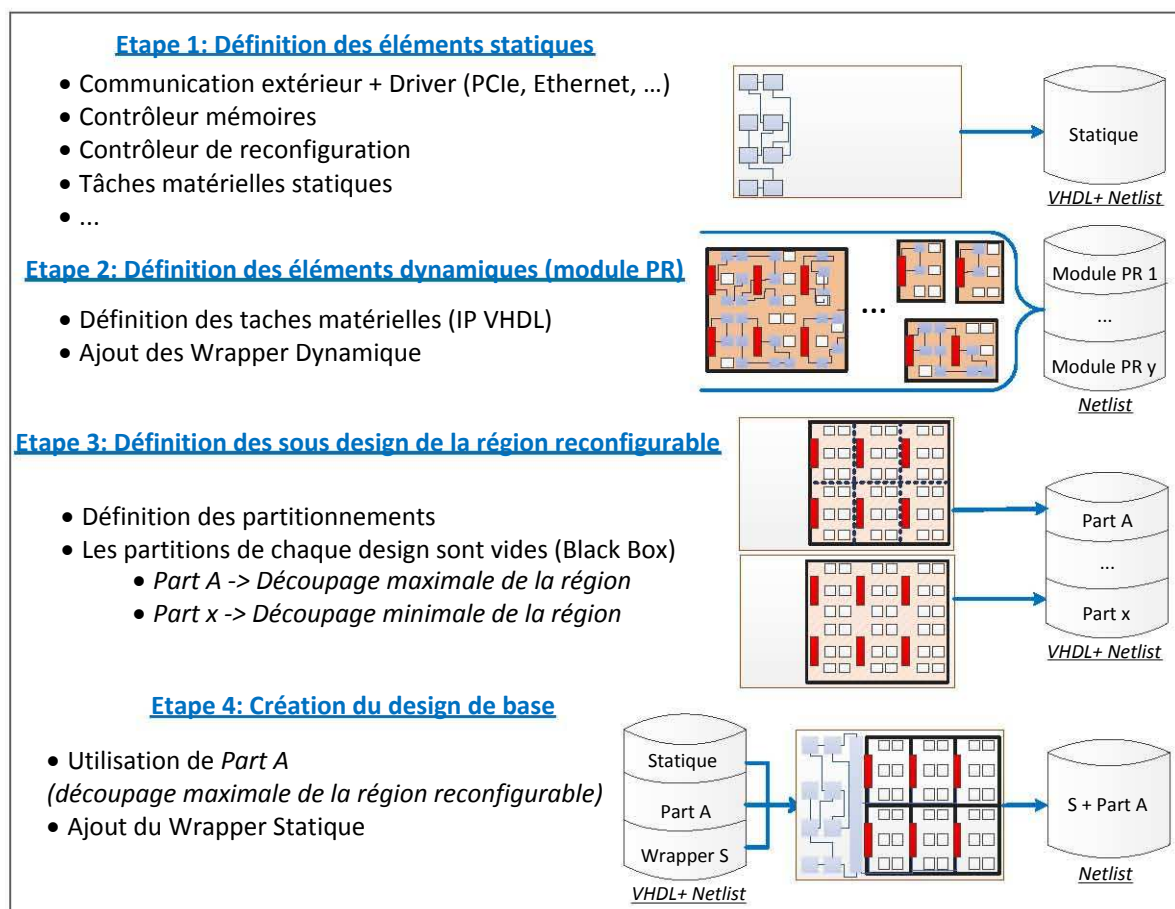 Etape 1: Définition des éléments statiques
• Communication extérieur + Driver (PCIe, Ethernet, ...)
• Contrôleur mémoires
• Contrôleur de reconfiguration
• Tâches matérielles statiques
• ...
Statique
VHDL+ Netlist
Etape 2: Définition des éléments dynamiques (module PR)
• Définition des taches matérielles (IP VHDL)
• Ajout des Wrapper Dynamique
...
Module PR 1
...
Module PR y
Netlist
Etape 3: Définition des sous design de la région reconfigurable
• Définition des partitionnements
• Les partitions de chaque design sont vides (Black Box)
• Part A -> Découpage maximale de la région
• Part x -> Découpage minimale de la région
Part A
...
Part x
VHDL+ Netlist
Etape 4: Création du design de base
• Utilisation de Part A
(découpage maximale de la région reconfigurable)
• Ajout du Wrapper Statique
Statique
Part A
Wrapper S
VHDL+ Netlist
S + Part A
Netlist